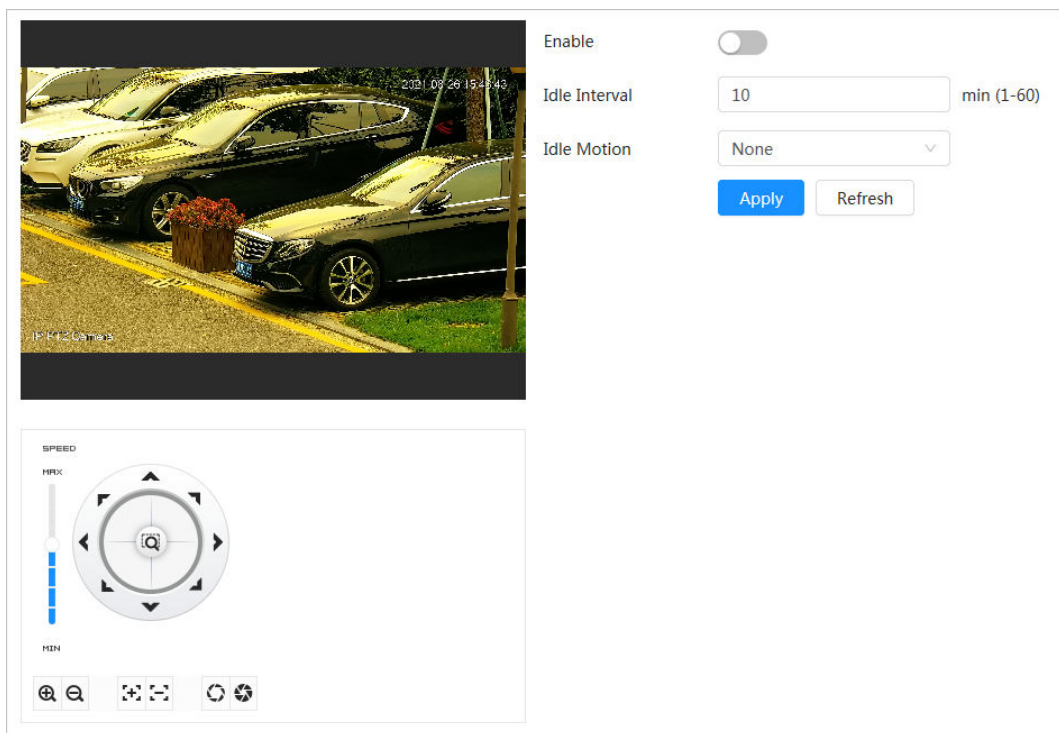 2021-08-26 15:46:43
IP PTZ Camera
Enable
Idle Interval
10
min (1-60)
Idle Motion
None
Apply
Refresh
SPEED
MAX
MIN